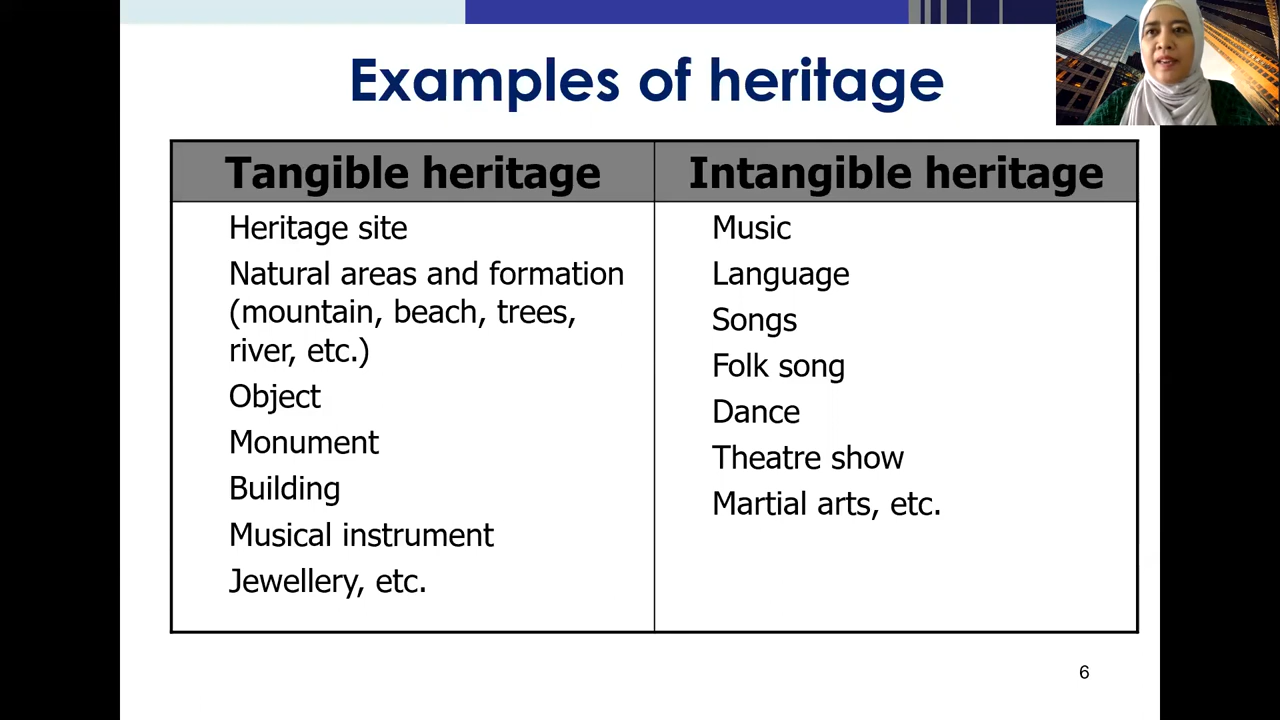 Examples of heritage
Tangible heritage
Heritage site
Natural areas and formation
(mountain, beach, trees,
river, etc.)
Object
Monument
Building
Musical instrument
Jewellery, etc.
Intangible heritage
Music
Language
Songs
Folk song
Dance
Theatre show
Martial arts, etc.
6